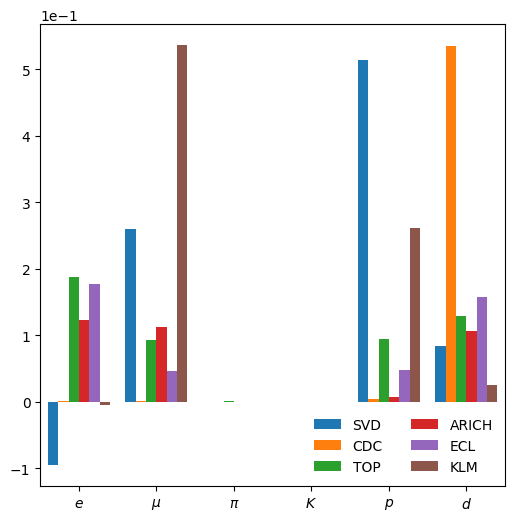 1e−1
5
4
3
2
1
0
−1
e μ π K p d
SVD ARICH
CDC ECL
TOP KLM